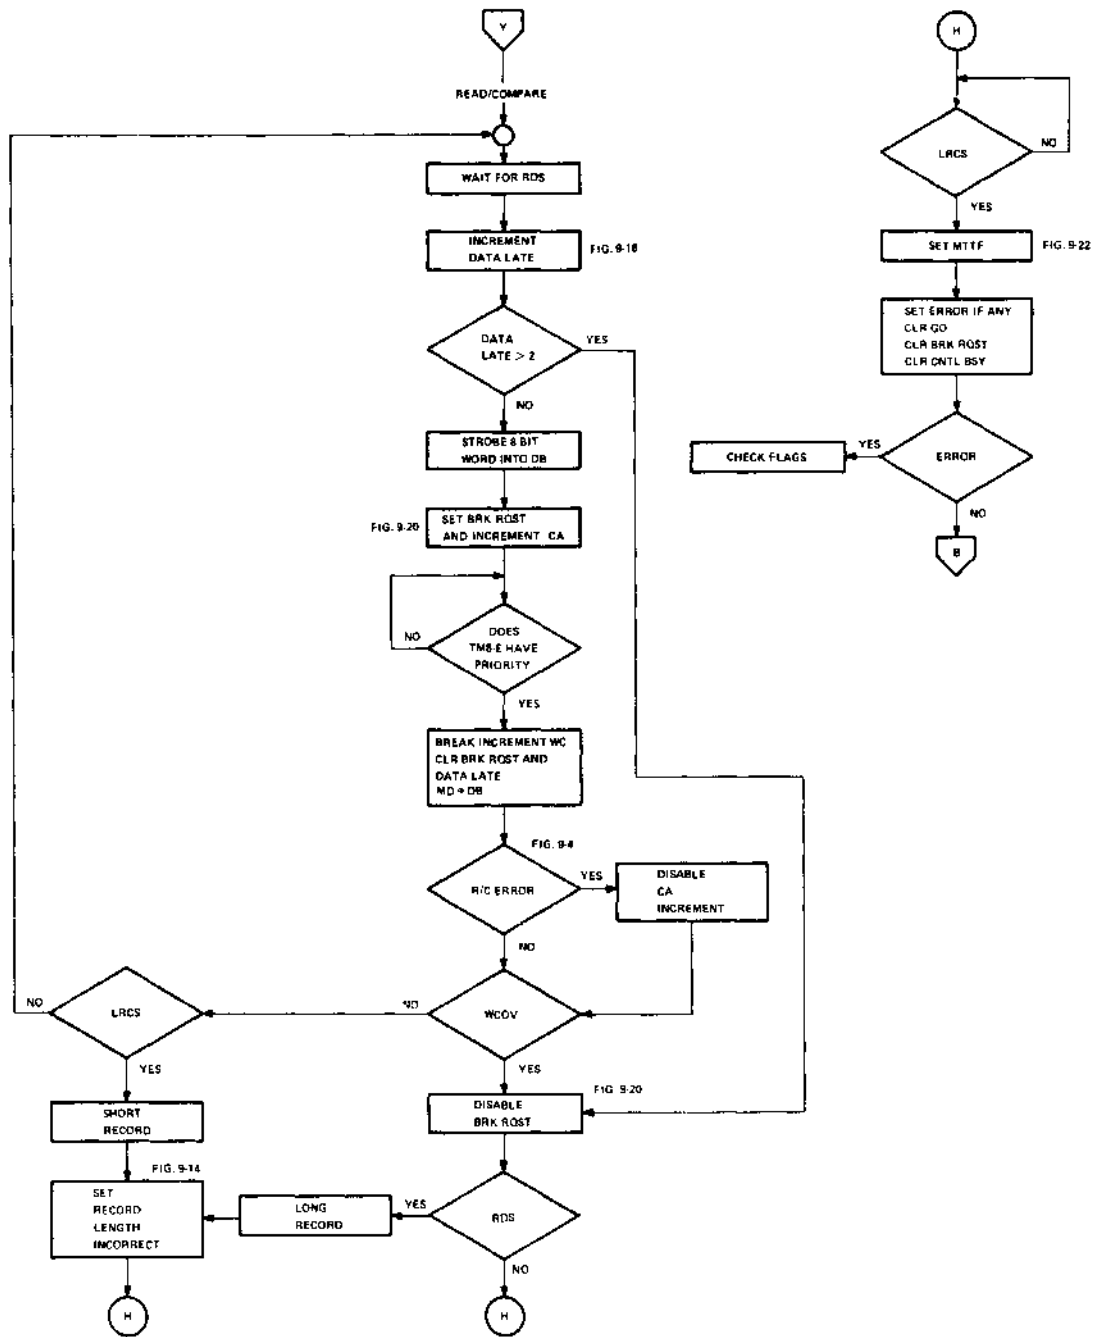 Y
READ/COMPARE
WAIT FOR RDS
INCREMENT
DATA LATE
FIG. 9-18
DATA
LATE > 2
YES
NO
STROBE 8 BIT
WORD INTO DB
FIG. 9-20
SET BRK RQST
AND INCREMENT CA
NO
DOES
TM8-E HAVE
PRIORITY
YES
BREAK INCREMENT WC
CLR BRK RQST AND
DATA LATE
MD → DB
FIG. 9-4
R/C ERROR
YES
DISABLE
CA
INCREMENT
NO
NO
LRCS
NO
WCOV
YES
YES
SHORT
RECORD
FIG. 9-20
DISABLE
BRK RQST
FIG. 9-14
SET
RECORD
LENGTH
INCORRECT
LONG
RECORD
YES
RDS
NO
H
H
H
LRCS
NO
YES
SET MTTF
FIG. 9-22
SET ERROR IF ANY
CLR GO
CLR BRK RQST
CLR CNTL BSY
CHECK FLAGS
YES
ERROR
NO
B